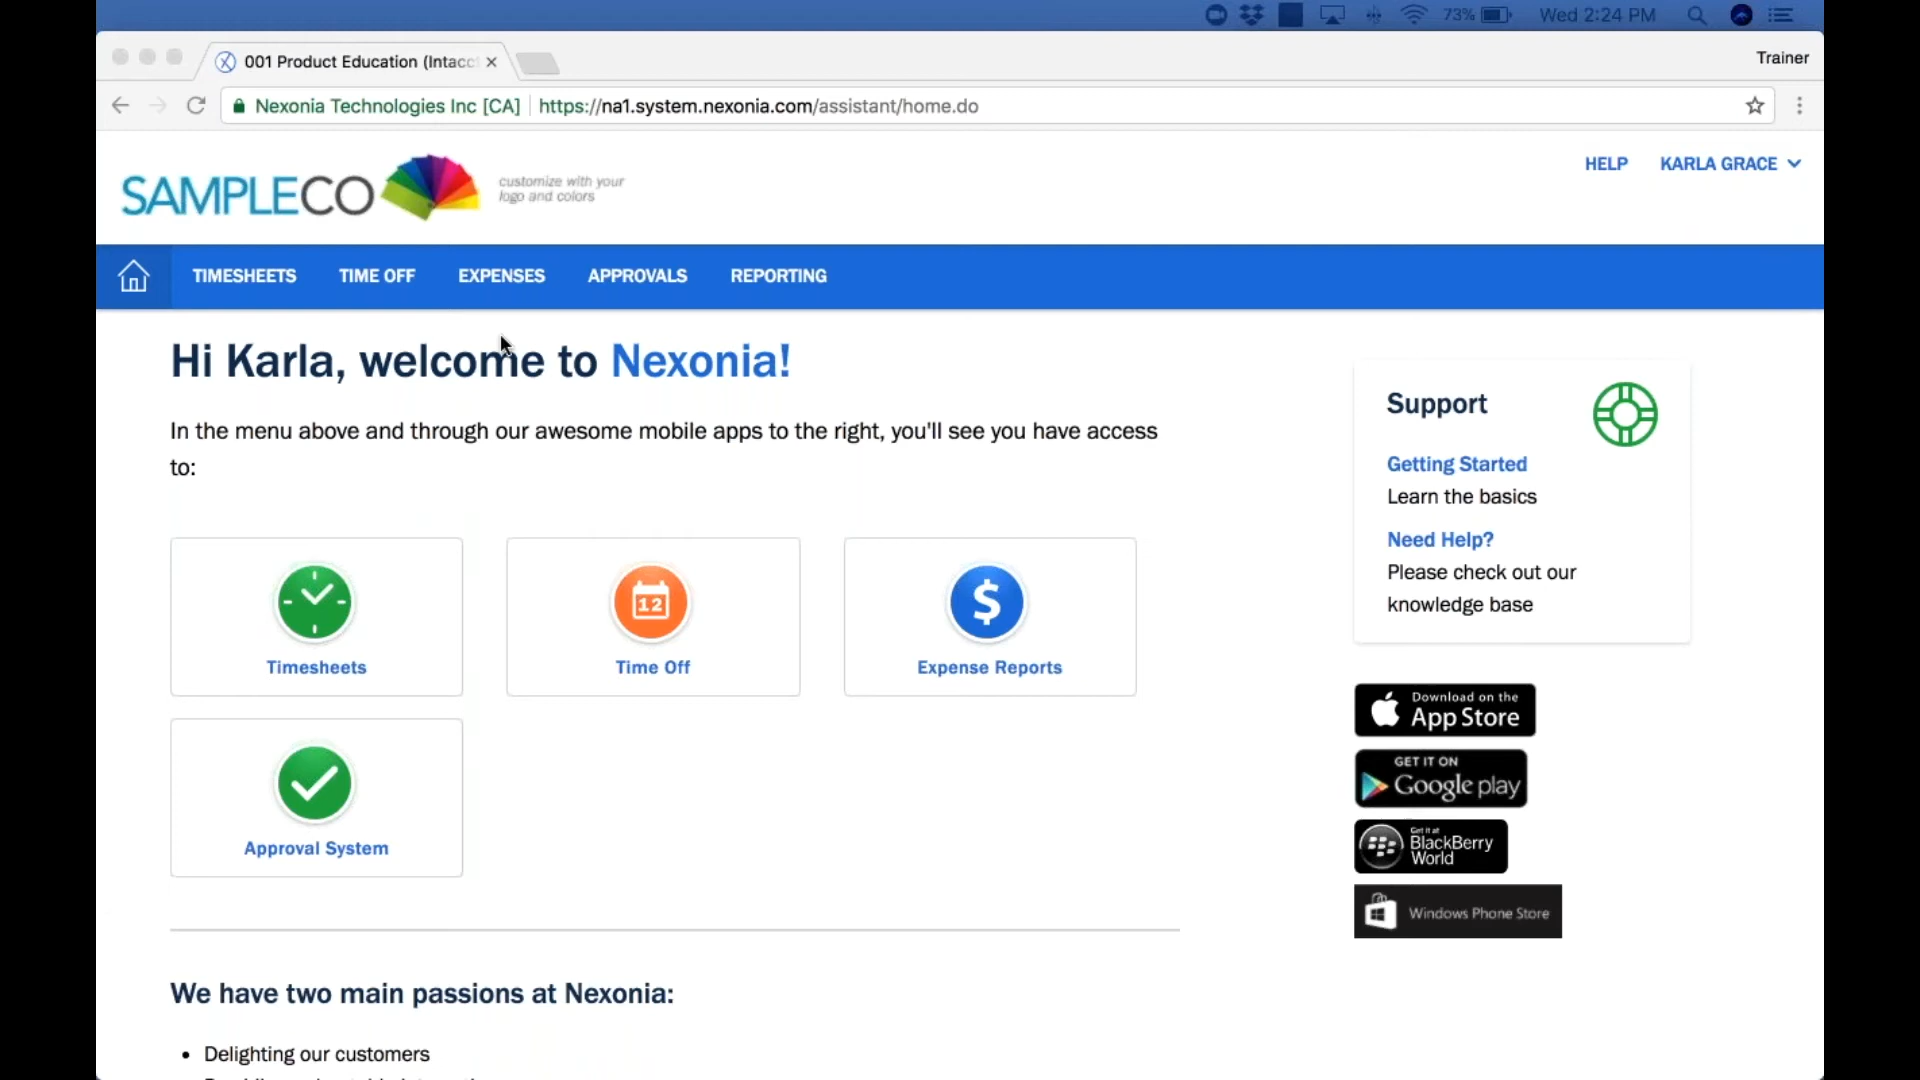 73% Wed 2:24 PM
001 Product Education (Intacc
Trainer
Nexonia Technologies Inc [CA] https://na1.system.nexonia.com/assistant/home.do
SAMPLECO
customize with your
logo and colors
HELP
KARLA GRACE
TIMESHEETS
TIME OFF
EXPENSES
APPROVALS
REPORTING
Hi Karla, welcome to Nexonia!
In the menu above and through our awesome mobile apps to the right, you'll see you have access
to:
12
Timesheets
Time Off
$
Expense Reports
Approval System
Support
Getting Started
Learn the basics
Need Help?
Please check out our
knowledge base
Download on the
App Store
GET IT ON
Google play
Get it at
BlackBerry
World
Windows Phone Store
We have two main passions at Nexonia:
• Delighting our customers